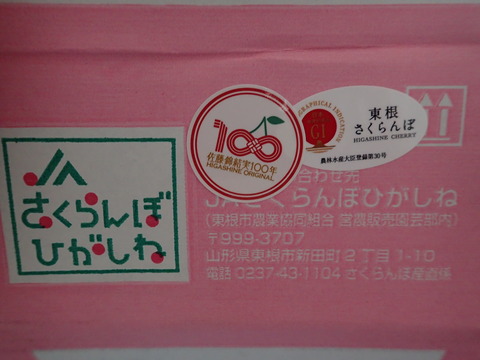 JA
さくらんぼ
ひがしね
100
佐藤錦結実100年
HIGASHINE ORIGINAL
GEOGRAPHICAL INDICATION
GI
東根
さくらんぼ
HIGASHINE CHERRY
農林水産大臣登録第30号
合わせ先
JAさくらんぼひがしね
(東根市農業協同組合 営農販売園芸部内)
〒999-3707
山形県東根市新田町2丁目1-10
電話 0237-43-1104 さくらんぼ産直係